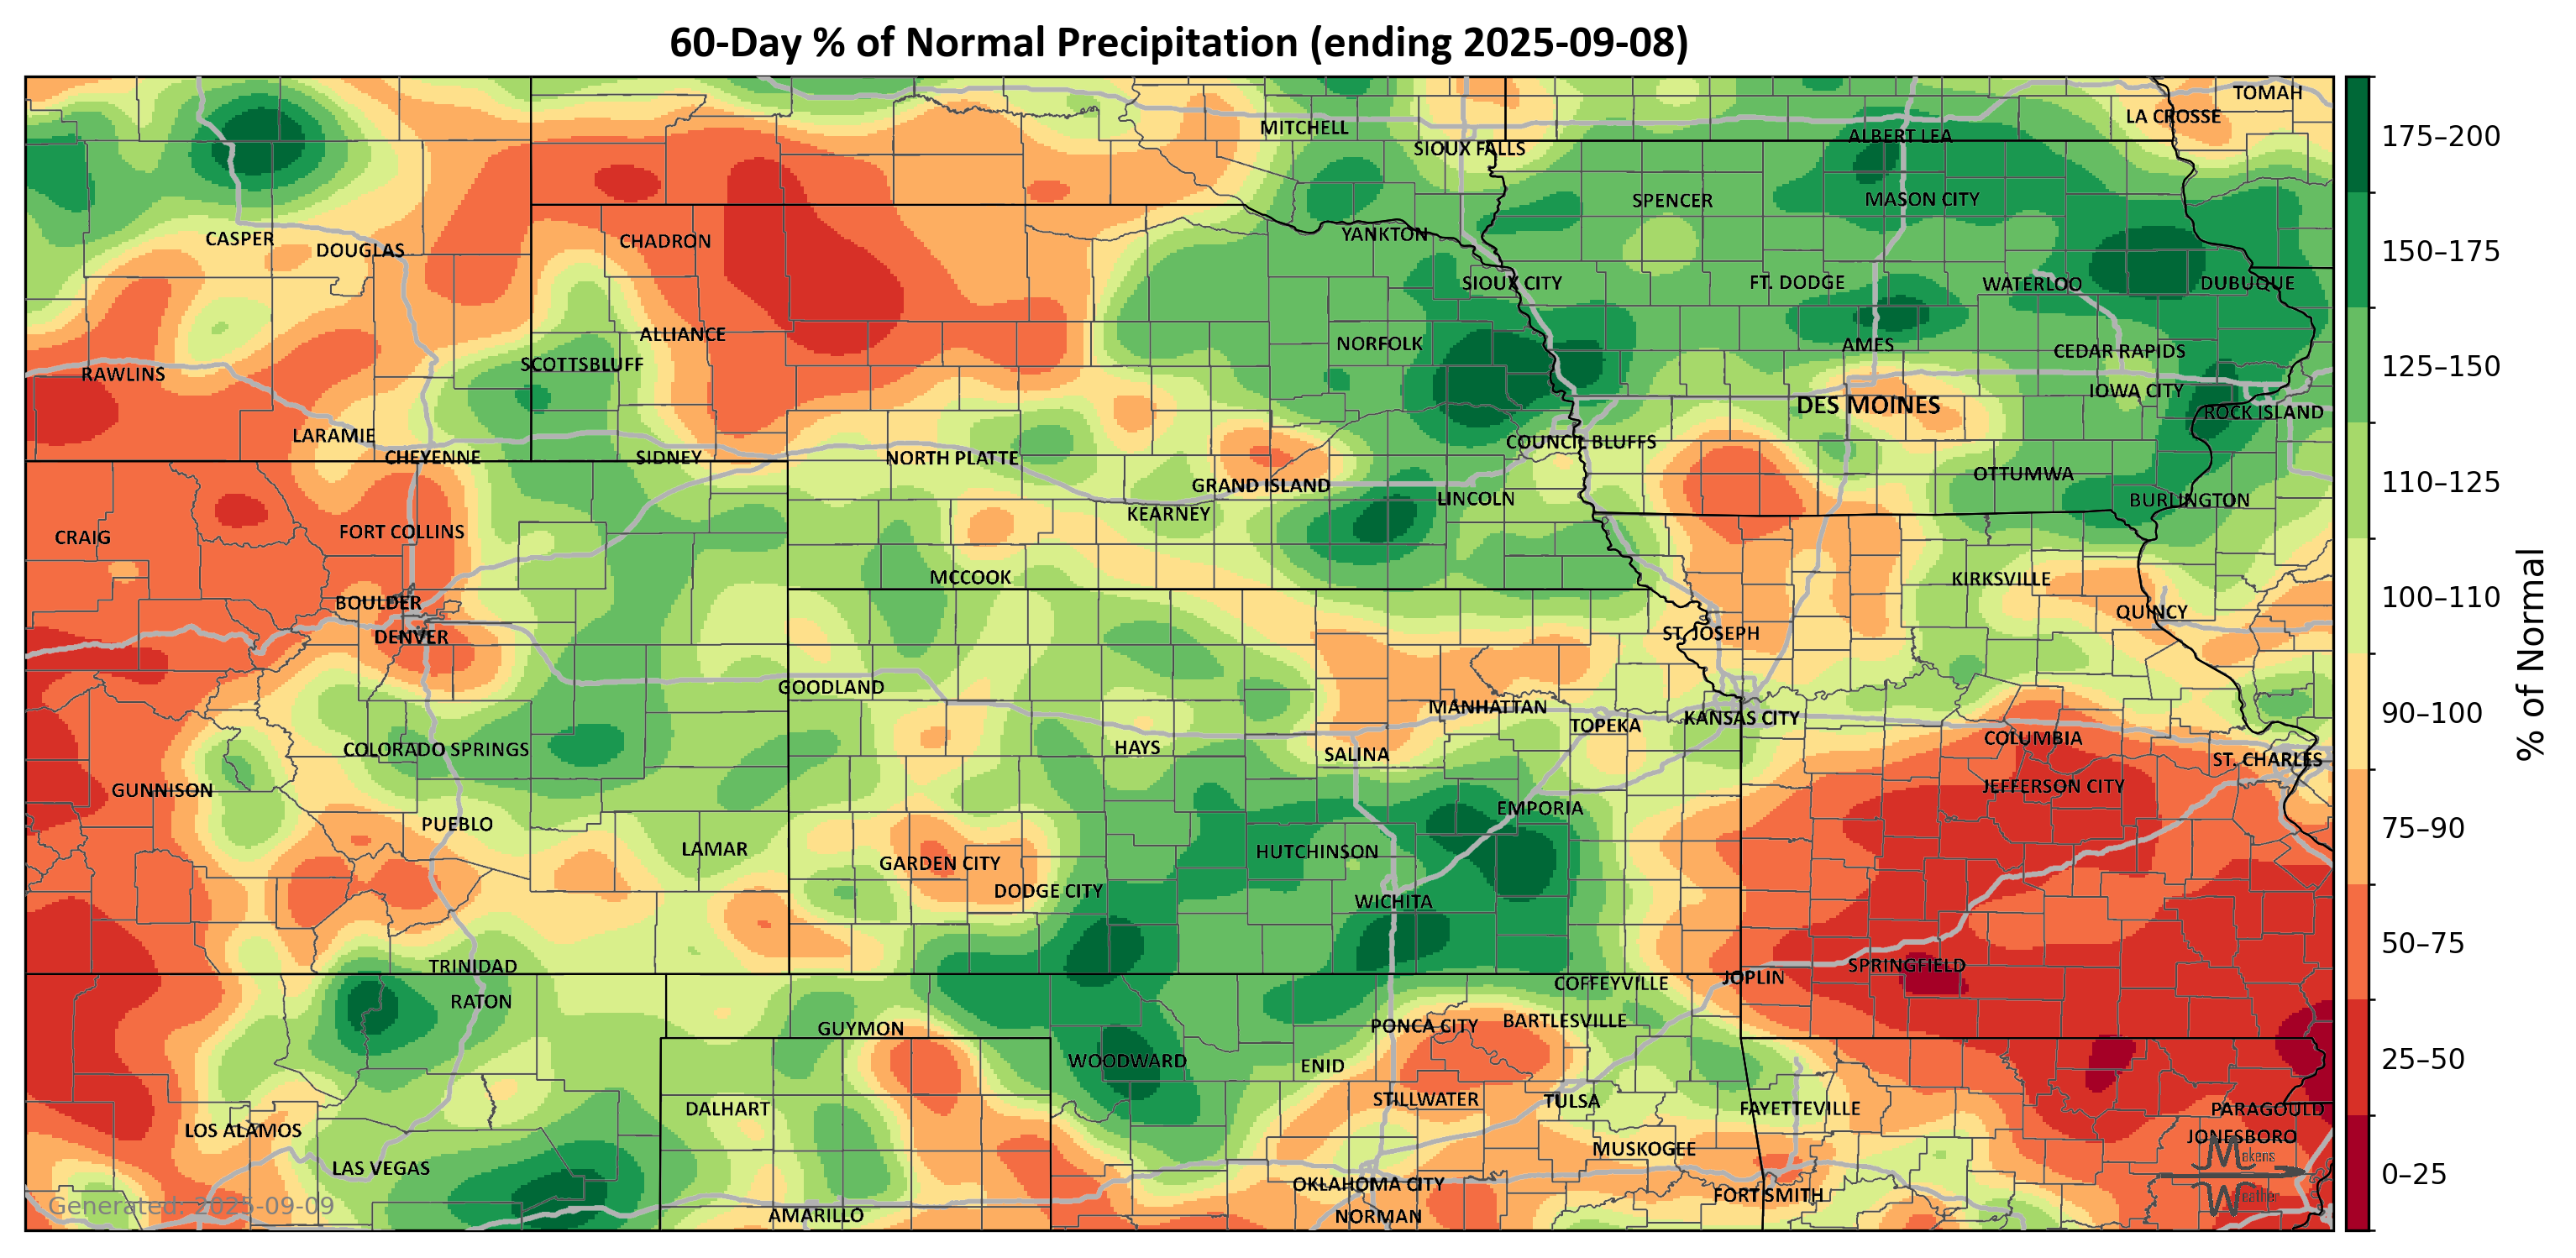 60-Day % of Normal Precipitation (ending 2025-09-08)
TOMAH
LA CROSSE
MITCHELL
ALBERT LEA
SIOUX FALLS
SPENCER
MASON CITY
CASPER
DOUGLAS
CHADRON
YANKTON
SIOUX CITY
FT. DODGE
WATERLOO
DUBUQUE
ALLIANCE
NORFOLK
AMES
CEDAR RAPIDS
SCOTTSBLUFF
RAWLINS
IOWA CITY
DES MOINES
ROCK ISLAND
LARAMIE
COUNCIL BLUFFS
CHEYENNE
SIDNEY
NORTH PLATTE
OTTUMWA
GRAND ISLAND
LINCOLN
BURLINGTON
KEARNEY
CRAIG
FORT COLLINS
MCCOOK
KIRKSVILLE
BOULDER
QUINCY
DENVER
ST. JOSEPH
GOODLAND
MANHATTAN
TOPEKA
KANSAS CITY
COLORADO SPRINGS
HAYS
SALINA
COLUMBIA
ST. CHARLES
GUNNISON
JEFFERSON CITY
EMPORIA
PUEBLO
LAMAR
HUTCHINSON
GARDEN CITY
DODGE CITY
WICHITA
TRINIDAD
SPRINGFIELD
JOPLIN
COFFEYVILLE
RATON
GUYMON
PONCA CITY
BARTLESVILLE
WOODWARD
ENID
STILLWATER
TULSA
DALHART
FAYETTEVILLE
PARAGOULD
LOS ALAMOS
JONESBORO
MUSKOGEE
LAS VEGAS
OKLAHOMA CITY
FORT SMITH
AMARILLO
NORMAN
Generated: 2025-09-09
Makens
Weather
175–200
150–175
125–150
110–125
100–110
90–100
75–90
50–75
25–50
0–25
% of Normal